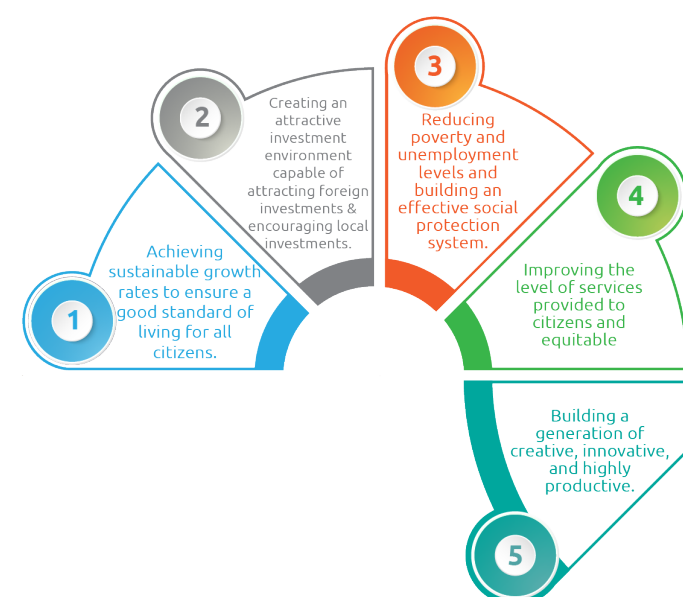 1
Achieving
sustainable growth
rates to ensure a
good standard of
living for all
citizens.
2
Creating an
attractive
investment
environment
capable of
attracting foreign
investments &
encouraging local
investments.
3
Reducing
poverty and
unemployment
levels and
building an
effective social
protection
system.
4
Improving the
level of services
provided to
citizens and
equitable
Building a
generation of
creative, innovative,
and highly
productive.
5